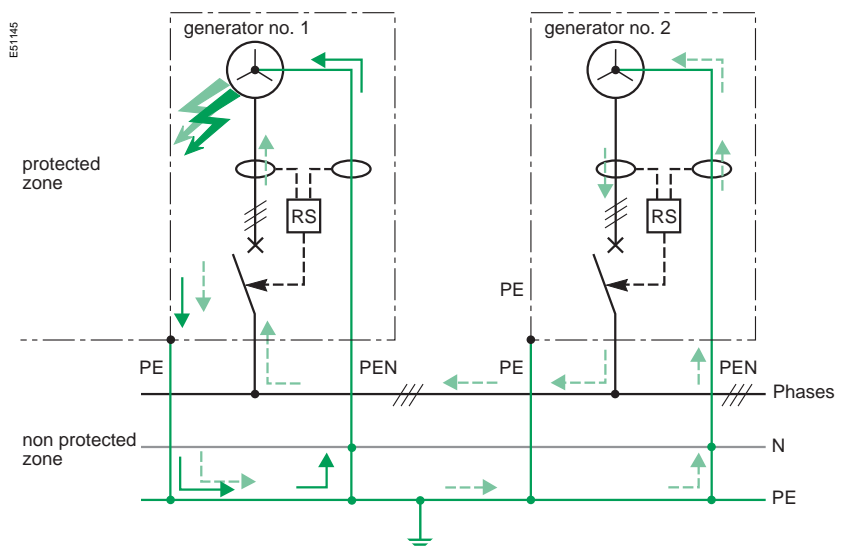 E51145
generator no. 1
generator no. 2
protected
zone
RS
RS
PE
PE
PEN
PE
PEN
Phases
non protected
zone
N
PE